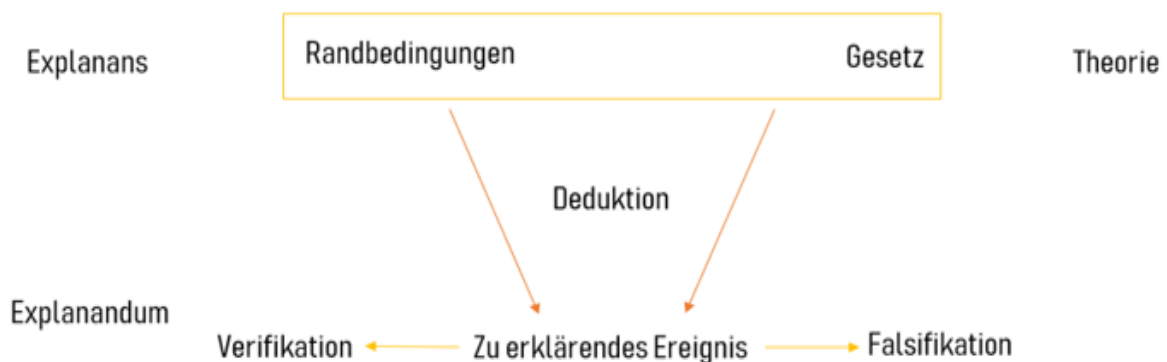 Explanans
Randbedingungen
Gesetz
Theorie
Deduktion
Explanandum
Verifikation
Zu erklärendes Ereignis
Falsifikation